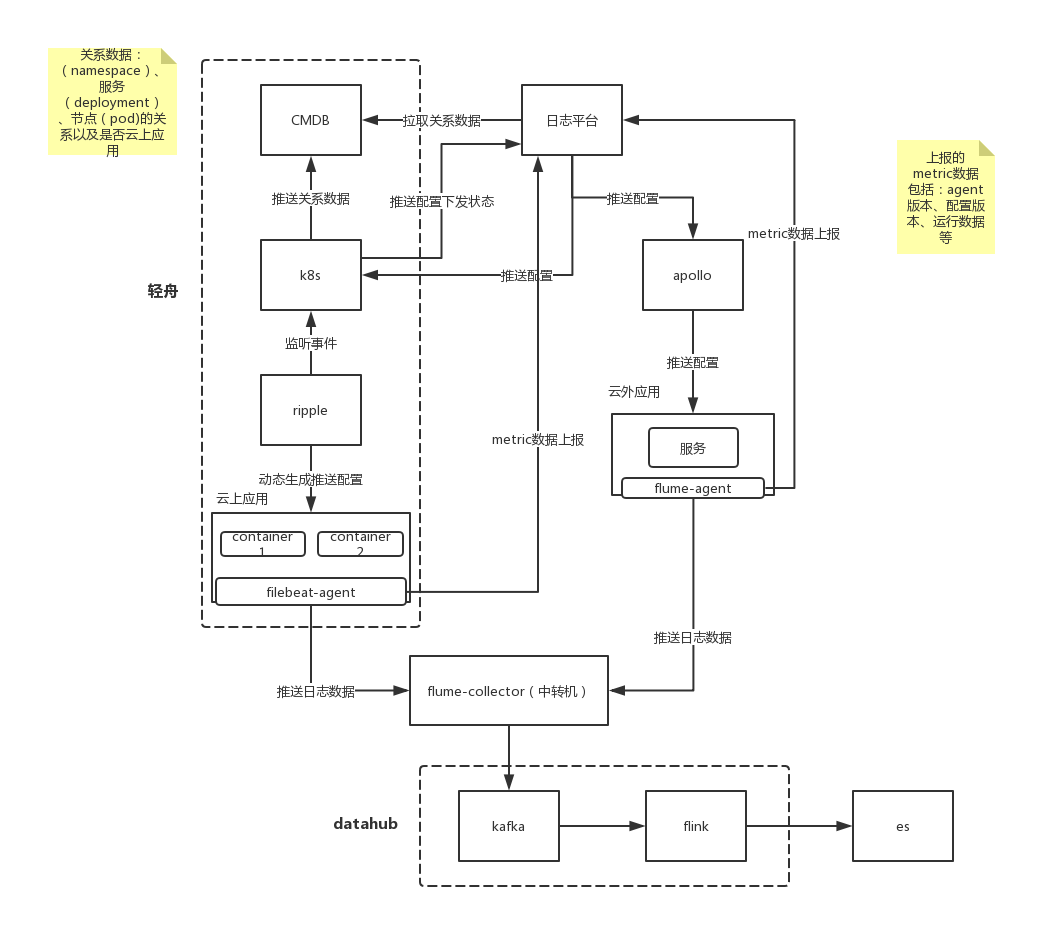 关系数据：
（namespace）、
服务
（deployment）
、节点（pod)的关
系以及是否云上应
用
CMDB
拉取关系数据
日志平台
上报的
metric数据
包括：agent
版本、配置版
本、运行数据
等
推送关系数据
推送配置下发状态
推送配置
metric数据上报
轻舟
k8s
推送配置
apollo
监听事件
推送配置
云外应用
ripple
服务
metric数据上报
动态生成推送配置
flume-agent
云上应用
container
1
container
2
filebeat-agent
推送日志数据
推送日志数据
flume-collector（中转机）
datahub
kafka
flink
es